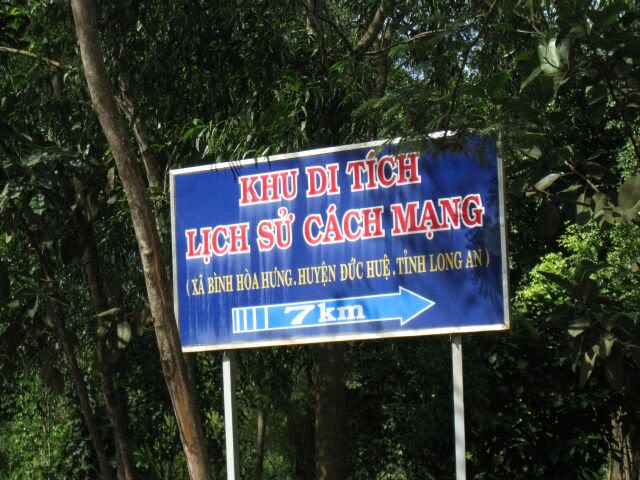 KHU DI TÍCH
LỊCH SỬ CÁCH MẠNG
( XÃ BÌNH HÒA HƯNG. HUYỆN ĐỨC HUỆ. TỈNH LONG AN )
7km